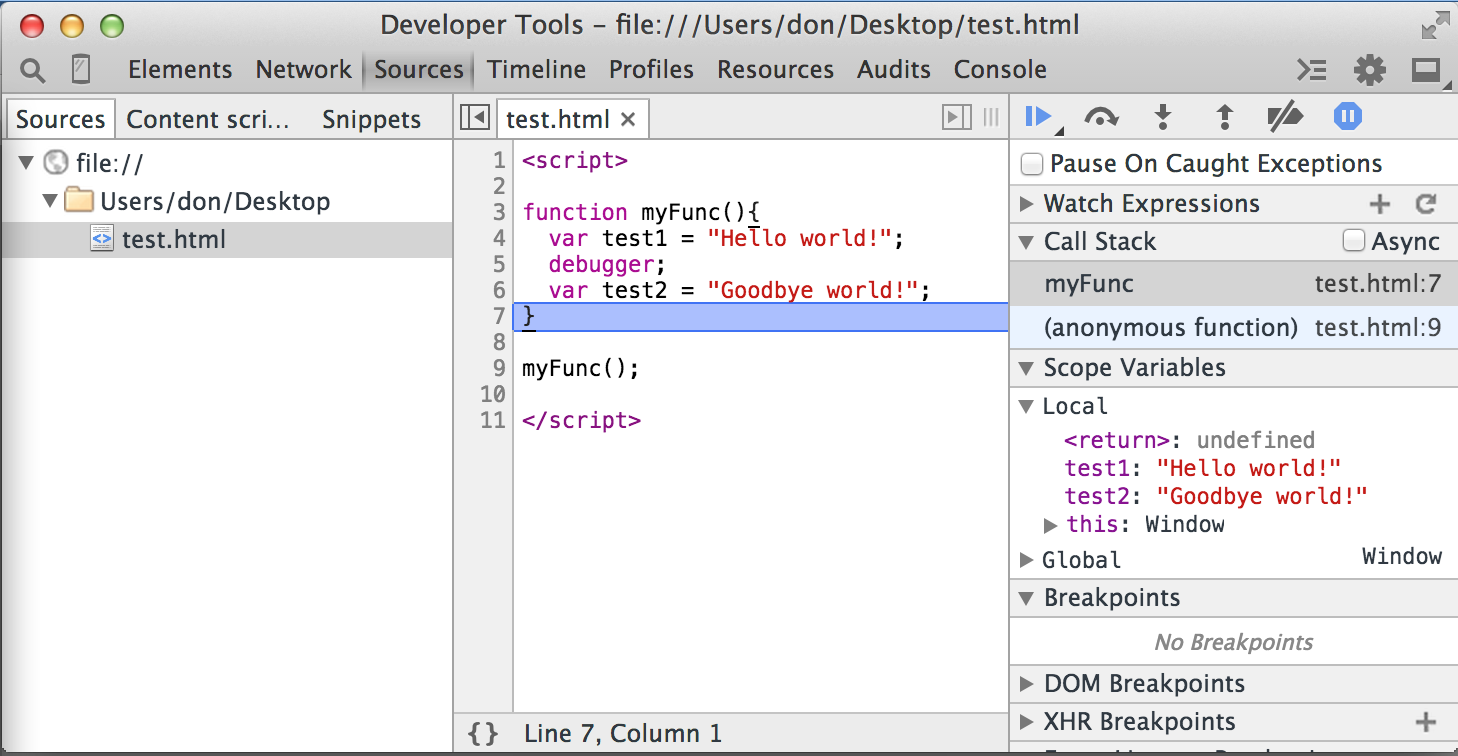 Developer Tools – file:///Users/don/Desktop/test.html
Elements Network Sources Timeline Profiles Resources Audits Console
Sources Content scri... Snippets
file://
Users/don/Desktop
test.html
test.html ×
1 <script>
2
3 function myFunc(){
4 var test1 = "Hello world!";
5 debugger;
6 var test2 = "Goodbye world!";
7 }
8
9 myFunc();
10
11 </script>
{} Line 7, Column 1
Pause On Caught Exceptions
Watch Expressions
Call Stack Async
myFunc test.html:7
(anonymous function) test.html:9
Scope Variables
Local
<return>: undefined
test1: "Hello world!"
test2: "Goodbye world!"
this: Window
Global Window
Breakpoints
No Breakpoints
DOM Breakpoints
XHR Breakpoints